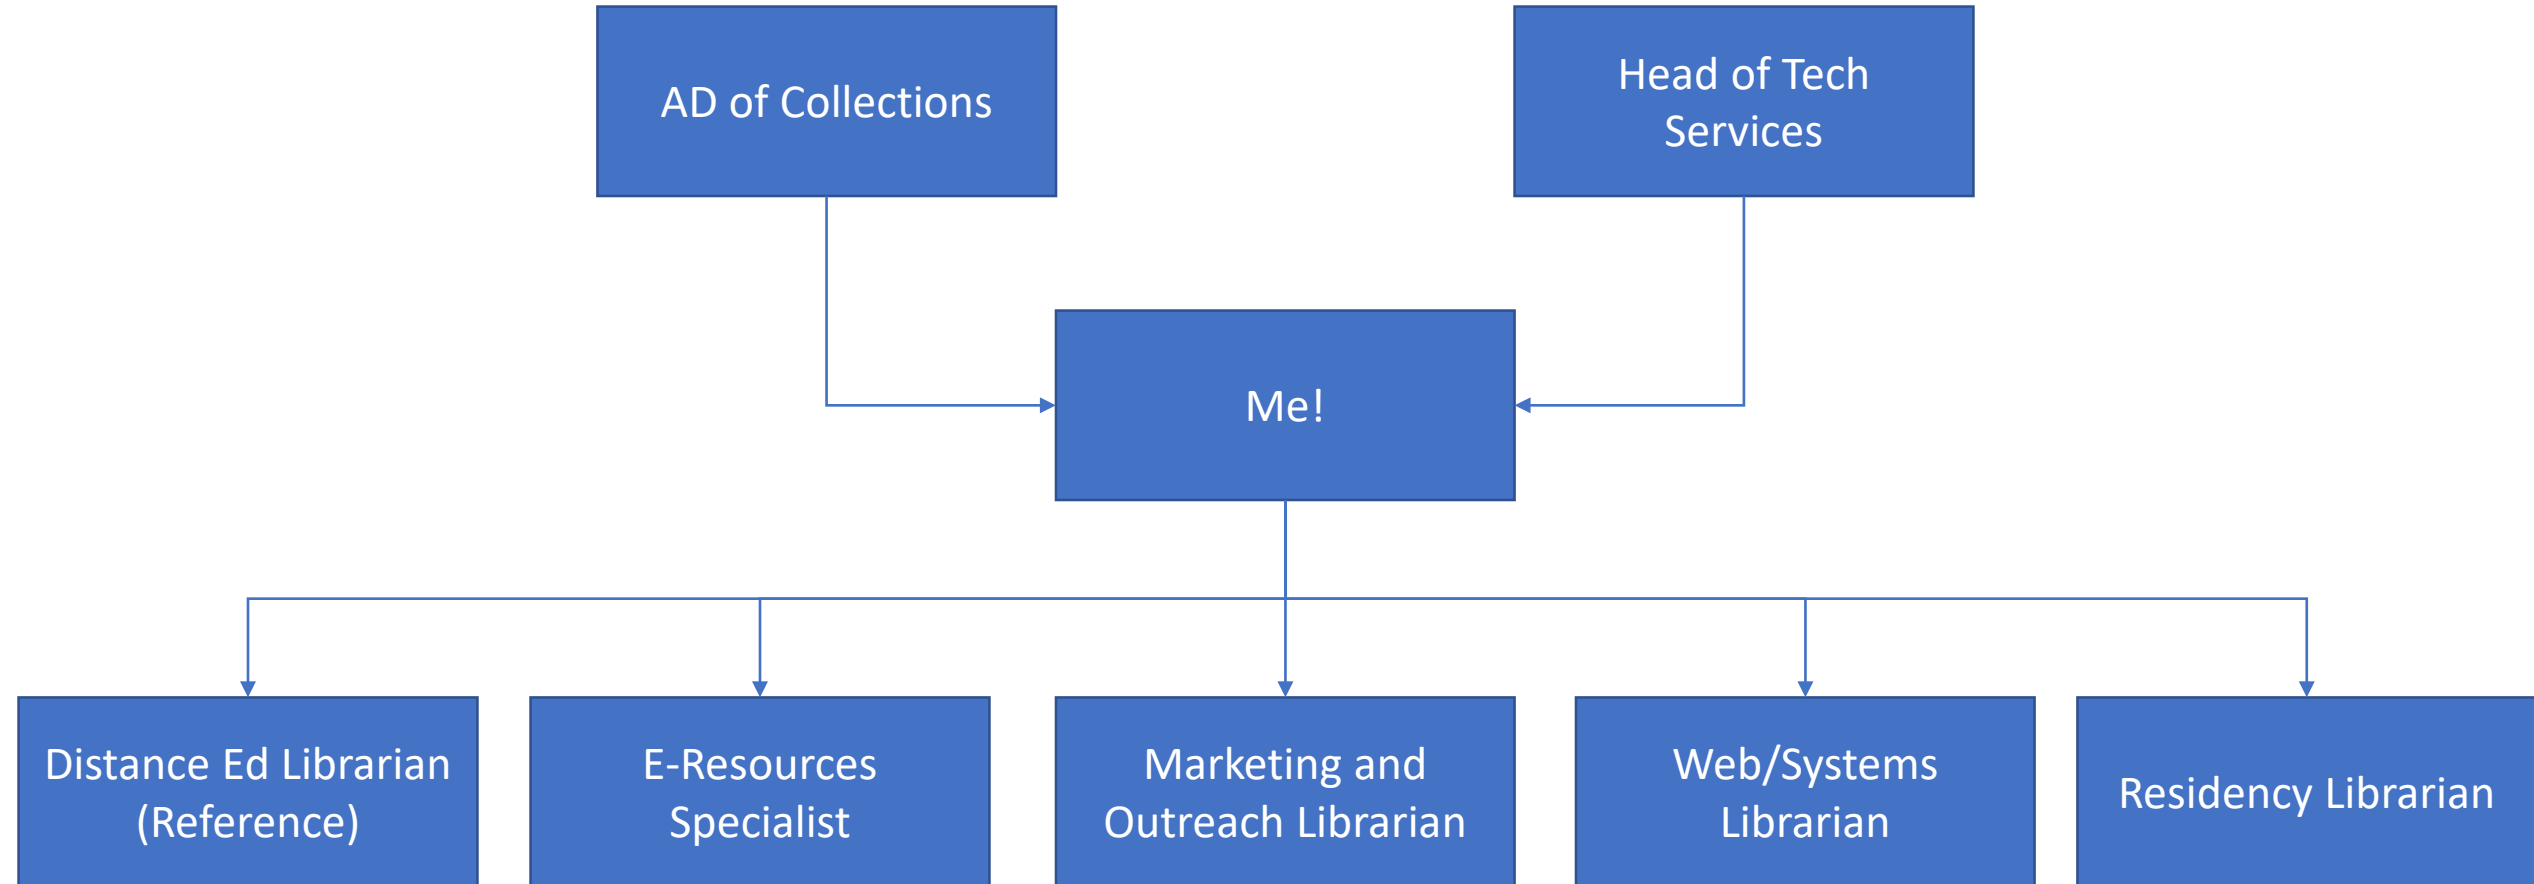 AD of Collections
Head of Tech
Services
Me!
Distance Ed Librarian
(Reference)
E-Resources
Specialist
Marketing and
Outreach Librarian
Web/Systems
Librarian
Residency Librarian